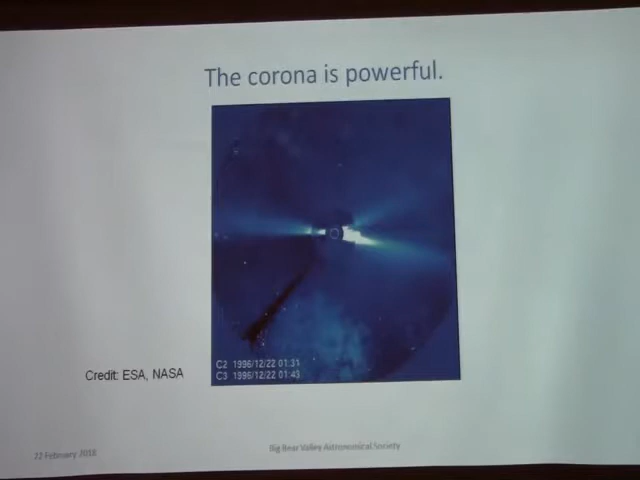 The corona is powerful.
C2 1996/12/22 01:31
C3 1996/12/22 01:43
Credit: ESA, NASA
22 February 2018
Big Bear Valley Astronomical Society